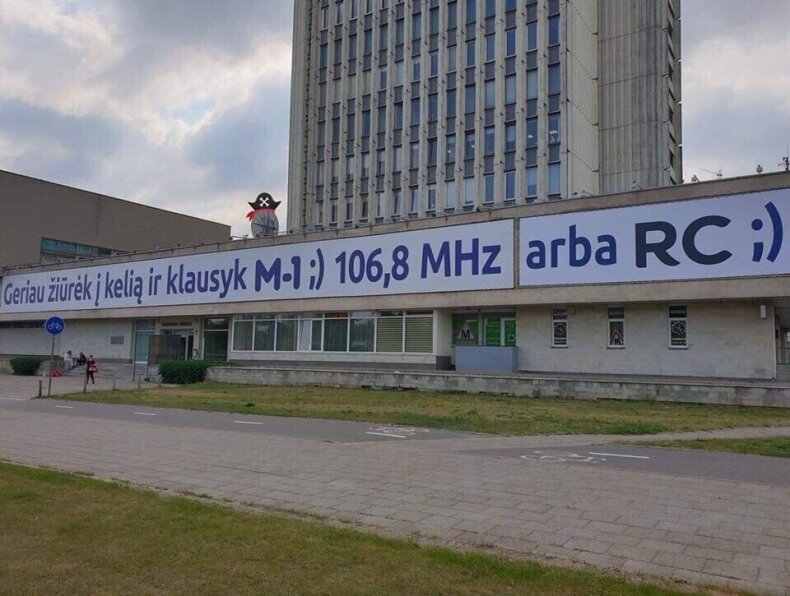 Geriau žiūrėk į kelią ir klausyk M-1 ;) 106,8 MHz
arba RC ;)
M